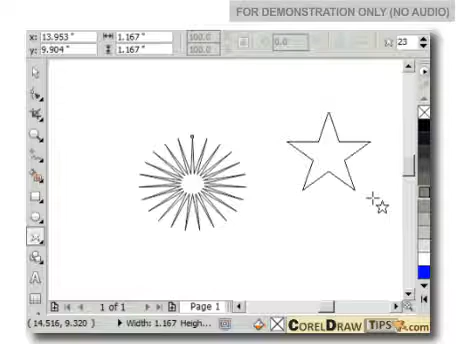 FOR DEMONSTRATION ONLY (NO AUDIO)
x: 13.953 " 1.167 " 100.0 0.0 23
y: 9.904 " 1.167 " 100.0
A
1 of 1 Page 1
( 14.516, 9.320 ) Width: 1.167 Heigh... CORELDRAW TIPS .com